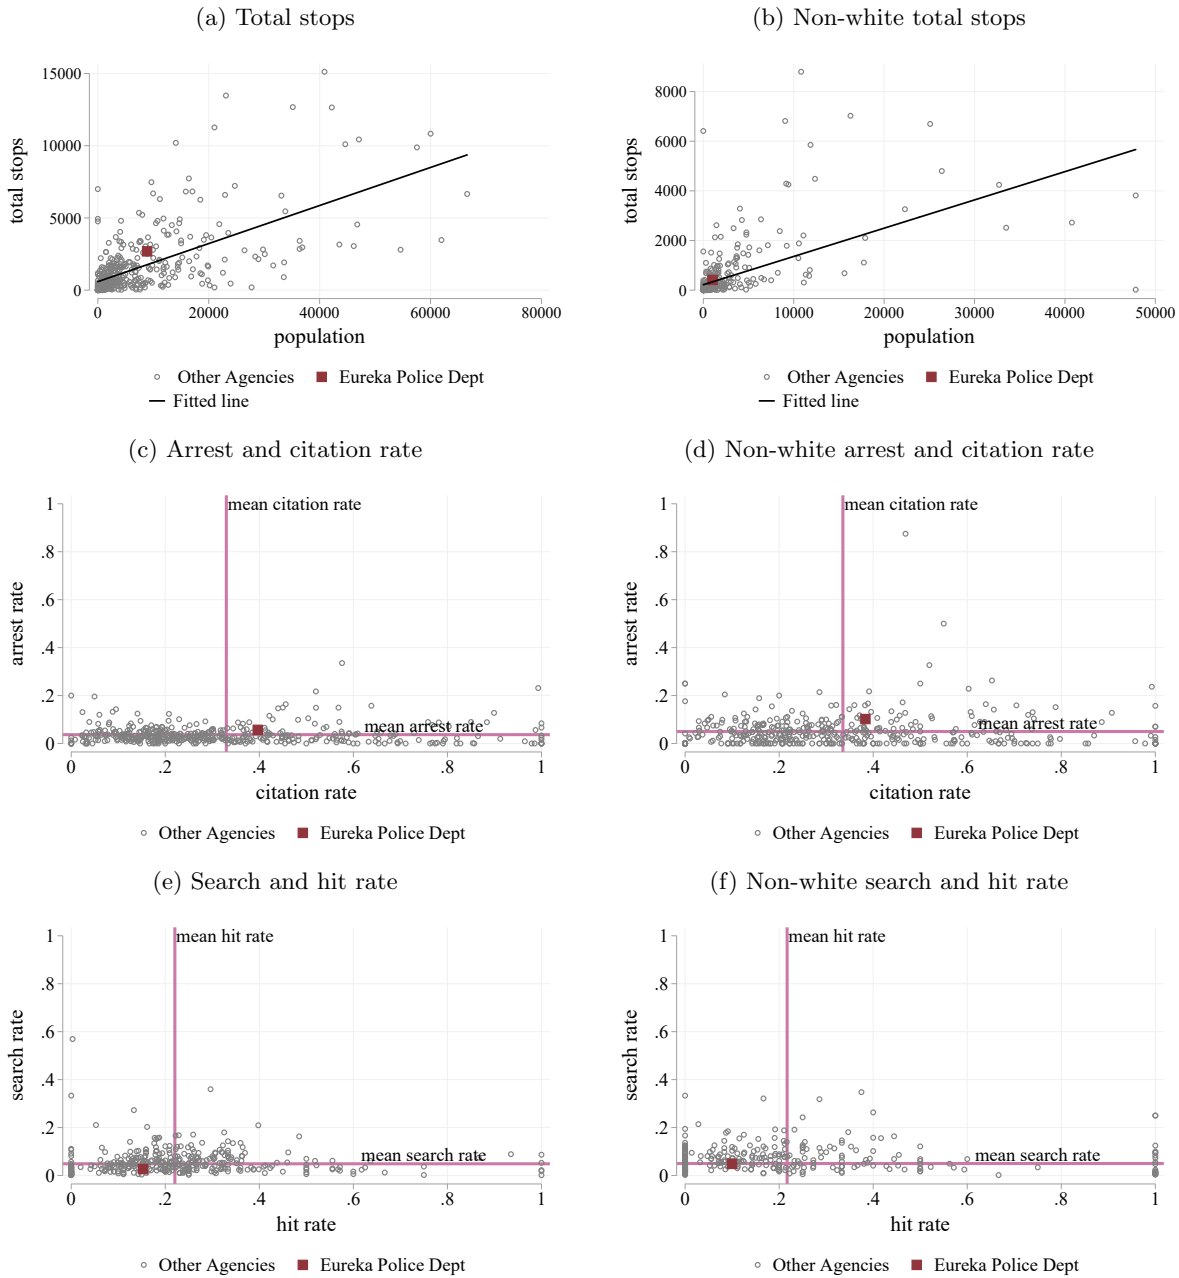 (a) Total stops
total stops
15000
10000
5000
0
0 20000 40000 60000 80000
population
Other Agencies Eureka Police Dept
Fitted line
(b) Non-white total stops
total stops
8000
6000
4000
2000
0
0 10000 20000 30000 40000 50000
population
Other Agencies Eureka Police Dept
Fitted line
(c) Arrest and citation rate
arrest rate
1
.8
.6
.4
.2
0
mean citation rate
mean arrest rate
0 .2 .4 .6 .8 1
citation rate
Other Agencies Eureka Police Dept
(d) Non-white arrest and citation rate
arrest rate
1
.8
.6
.4
.2
0
mean citation rate
mean arrest rate
0 .2 .4 .6 .8 1
citation rate
Other Agencies Eureka Police Dept
(e) Search and hit rate
search rate
1
.8
.6
.4
.2
0
mean hit rate
mean search rate
0 .2 .4 .6 .8 1
hit rate
Other Agencies Eureka Police Dept
(f) Non-white search and hit rate
search rate
1
.8
.6
.4
.2
0
mean hit rate
mean search rate
0 .2 .4 .6 .8 1
hit rate
Other Agencies Eureka Police Dept